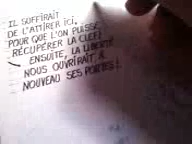 IL SUFFIRAIT
DE L'ATTIRER ICI,
POUR QUE L'ON PUISSE
RÉCUPÉRER LA CLEF!
ENSUITE, LA LIBERTÉ
NOUS OUVRIRAIT À
NOUVEAU SES PORTES!